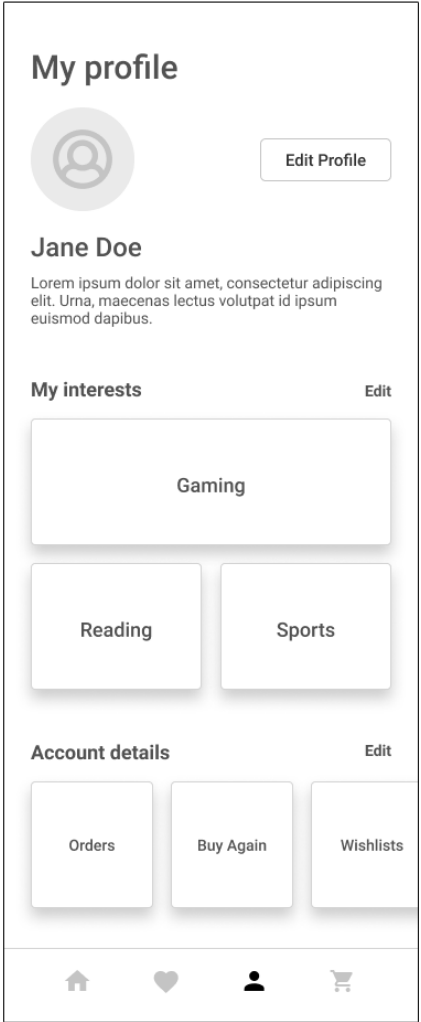 My profile
Edit Profile
Jane Doe
Lorem ipsum dolor sit amet, consectetur adipiscing
elit. Urna, maecenas lectus volutpat id ipsum
euismod dapibus.
My interests
Edit
Gaming
Reading
Sports
Account details
Edit
Orders
Buy Again
Wishlists